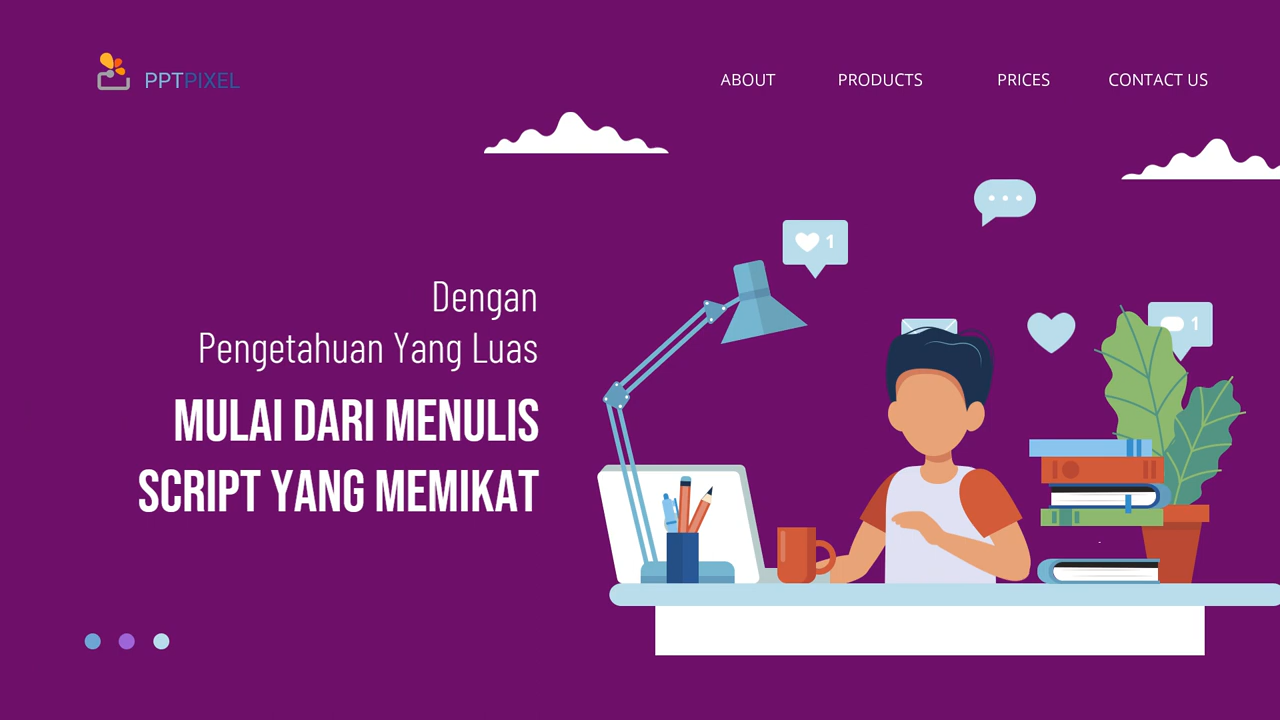 PPTPIXEL
ABOUT PRODUCTS PRICES CONTACT US
1
1
Dengan
Pengetahuan Yang Luas
MULAI DARI MENULIS
SCRIPT YANG MEMIKAT